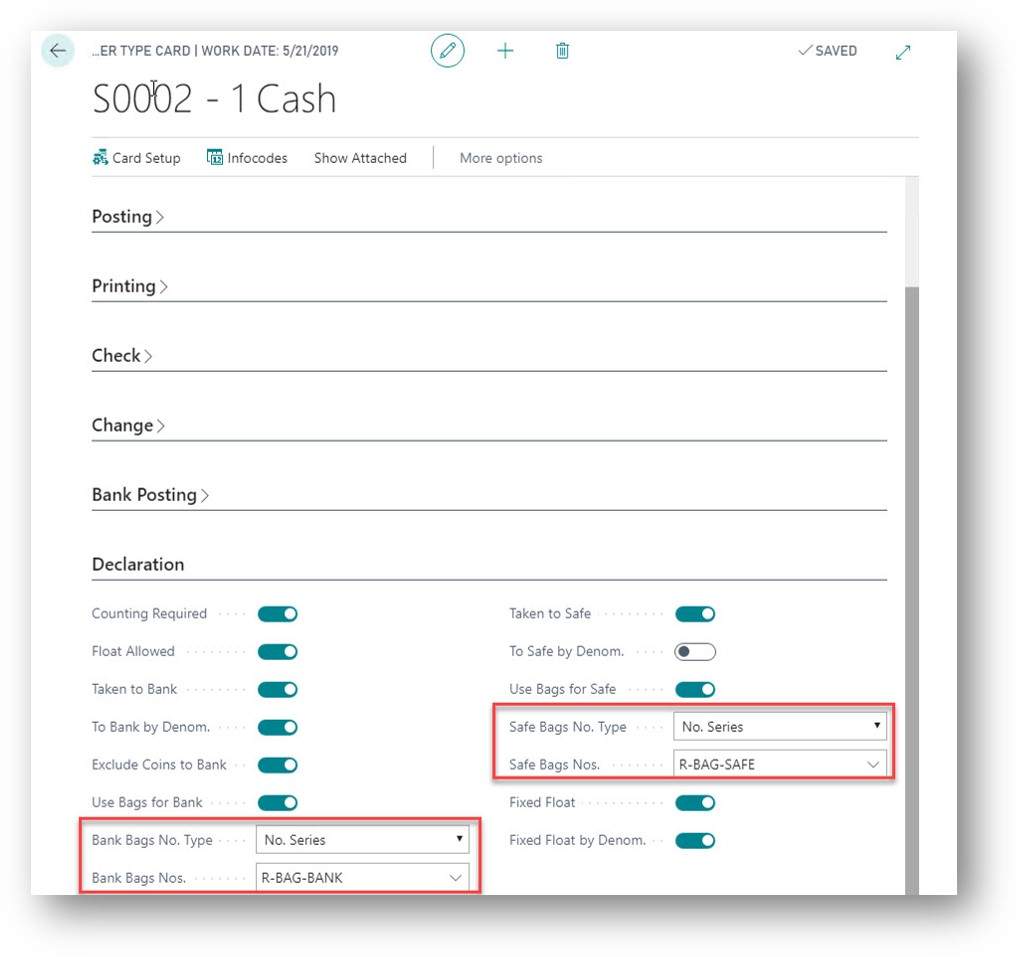 ...ER TYPE CARD | WORK DATE: 5/21/2019
SAVED
S0002 - 1 Cash
Card Setup Infocodes Show Attached More options
Posting
Printing
Check
Change
Bank Posting
Declaration
Counting Required
Float Allowed
Taken to Bank
To Bank by Denom.
Exclude Coins to Bank
Use Bags for Bank
Bank Bags No. Type No. Series
Bank Bags Nos. R-BAG-BANK
Taken to Safe
To Safe by Denom.
Use Bags for Safe
Safe Bags No. Type No. Series
Safe Bags Nos. R-BAG-SAFE
Fixed Float
Fixed Float by Denom.